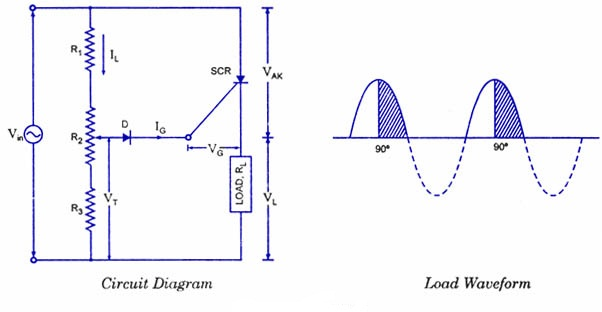 R1
IL
SCR
VAK
Vin
R2
D
IG
VG
R3
VT
LOAD, RL
VL
90°
90°
Circuit Diagram
Load Waveform